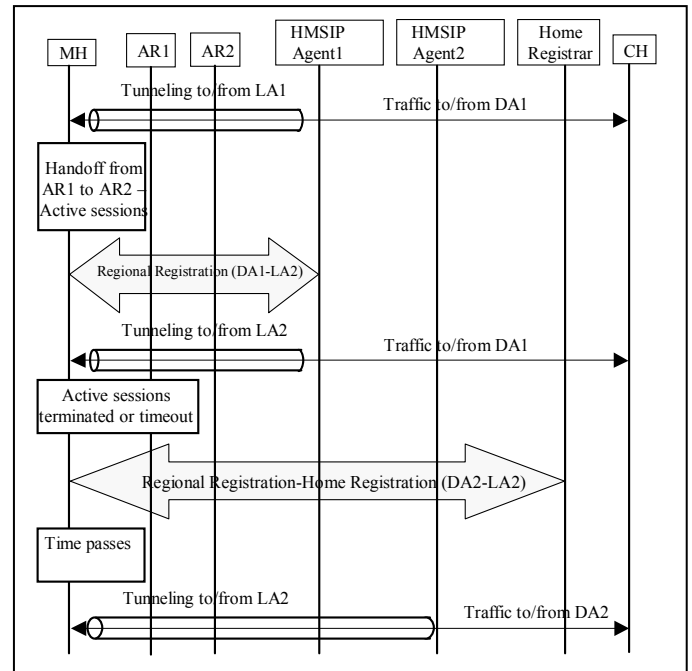 MH
AR1
AR2
HMSIP
Agent1
HMSIP
Agent2
Home
Registrar
CH
Tunneling to/from LA1
Traffic to/from DA1
Handoff from
AR1 to AR2 –
Active sessions
Regional Registration (DA1-LA2)
Tunneling to/from LA2
Traffic to/from DA1
Active sessions
terminated or timeout
Regional Registration-Home Registration (DA2-LA2)
Time passes
Tunneling to/from LA2
Traffic to/from DA2